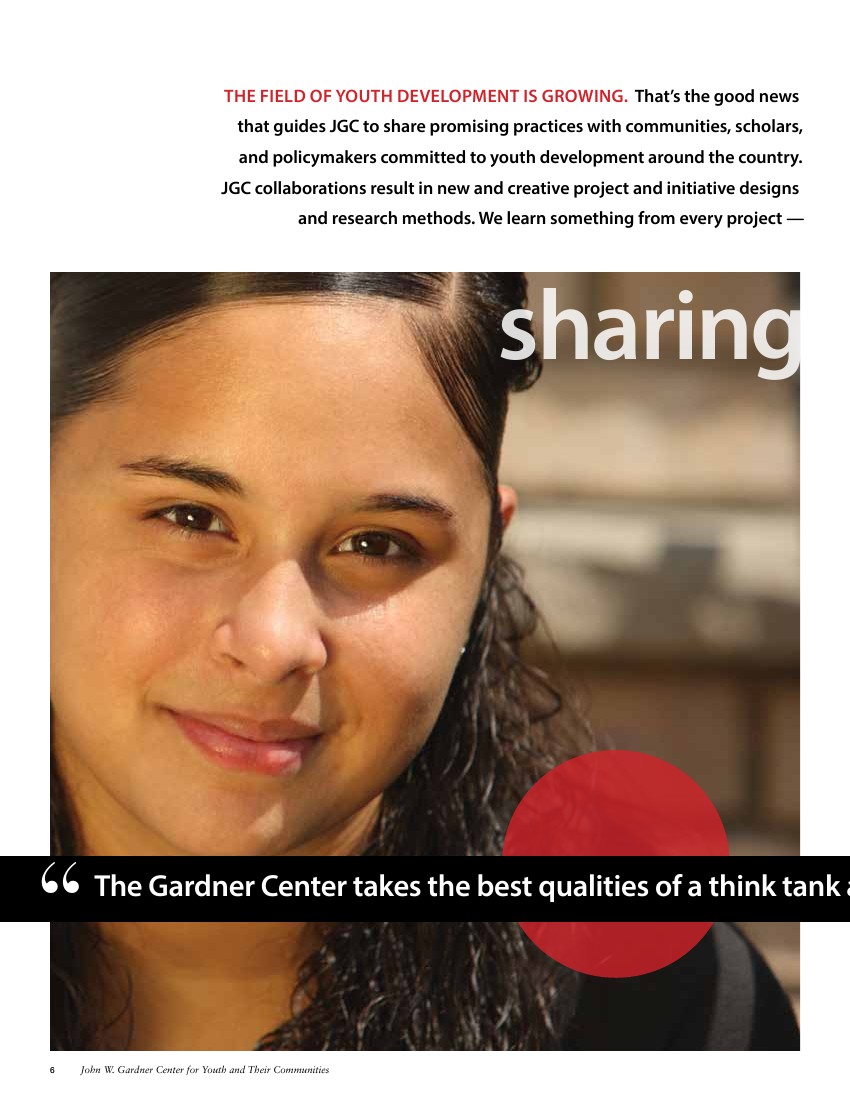 THE FIELD OF YOUTH DEVELOPMENT IS GROWING. That’s the good news
that guides JGC to share promising practices with communities, scholars,
and policymakers committed to youth development around the country.
JGC collaborations result in new and creative project and initiative designs
and research methods. We learn something from every project —
sharing
“ The Gardner Center takes the best qualities of a think tank
6 John W. Gardner Center for Youth and Their Communities